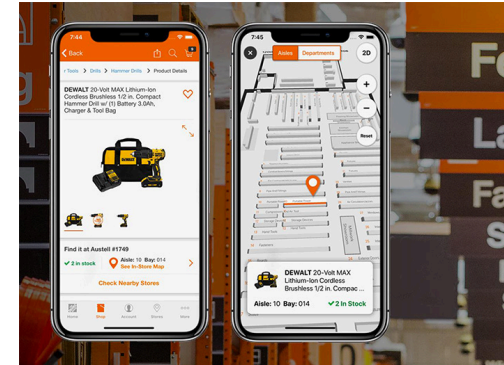 7:44
Back
Tools > Drills > Hammer Drills > Product Details
DEWALT 20-Volt MAX Lithium-Ion
Cordless Brushless 1/2 in. Compact
Hammer Drill w/ (1) Battery 3.0Ah,
Charger & Tool Bag
Find it at Austell #1749
2 in stock
Aisle: 10 Bay: 014
See In-Store Map
Check Nearby Stores
Home
Shop
Account
Stores
More
7:45
Aisles
Departments
2D
+
−
Reset
DEWALT 20-Volt MAX
Lithium-Ion Cordless
Brushless 1/2 in. Compac ...
Aisle: 10 Bay: 014
2 In Stock
Fe
La
Fa
S